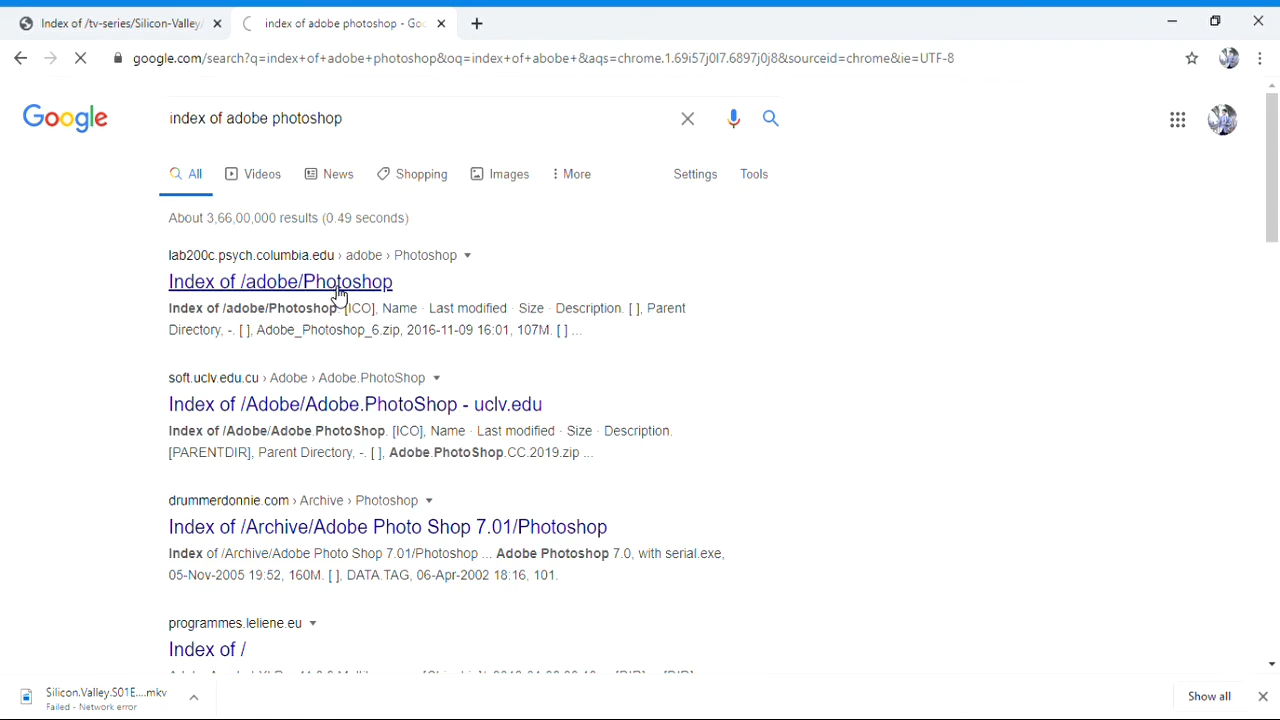 Index of /tv-series/Silicon-Valley/
index of adobe photoshop - Goo
google.com/search?q=index+of+adobe+photoshop&oq=index+of+abobe+&aqs=chrome.1.69i57j0l7.6897j0j8&sourceid=chrome&ie=UTF-8
Google
index of adobe photoshop
All Videos News Shopping Images More Settings Tools
About 3,66,00,000 results (0.49 seconds)
lab200c.psych.columbia.edu › adobe › Photoshop
Index of /adobe/Photoshop
Index of /adobe/Photoshop. [ICO], Name · Last modified · Size · Description. [ ], Parent
Directory, -. [ ], Adobe_Photoshop_6.zip, 2016-11-09 16:01, 107M. [ ] ...
soft.uclv.edu.cu › Adobe › Adobe.PhotoShop
Index of /Adobe/Adobe.PhotoShop - uclv.edu
Index of /Adobe/Adobe.PhotoShop. [ICO], Name · Last modified · Size · Description.
[PARENTDIR], Parent Directory, -. [ ], Adobe.PhotoShop.CC.2019.zip ...
drummerdonnie.com › Archive › Photoshop
Index of /Archive/Adobe Photo Shop 7.01/Photoshop
Index of /Archive/Adobe Photo Shop 7.01/Photoshop ... Adobe Photoshop 7.0, with serial.exe,
05-Nov-2005 19:52, 160M. [ ], DATA.TAG, 06-Apr-2002 18:16, 101.
programmes.leliene.eu
Index of /
Silicon.Valley.S01E....mkv
Failed - Network error
Show all